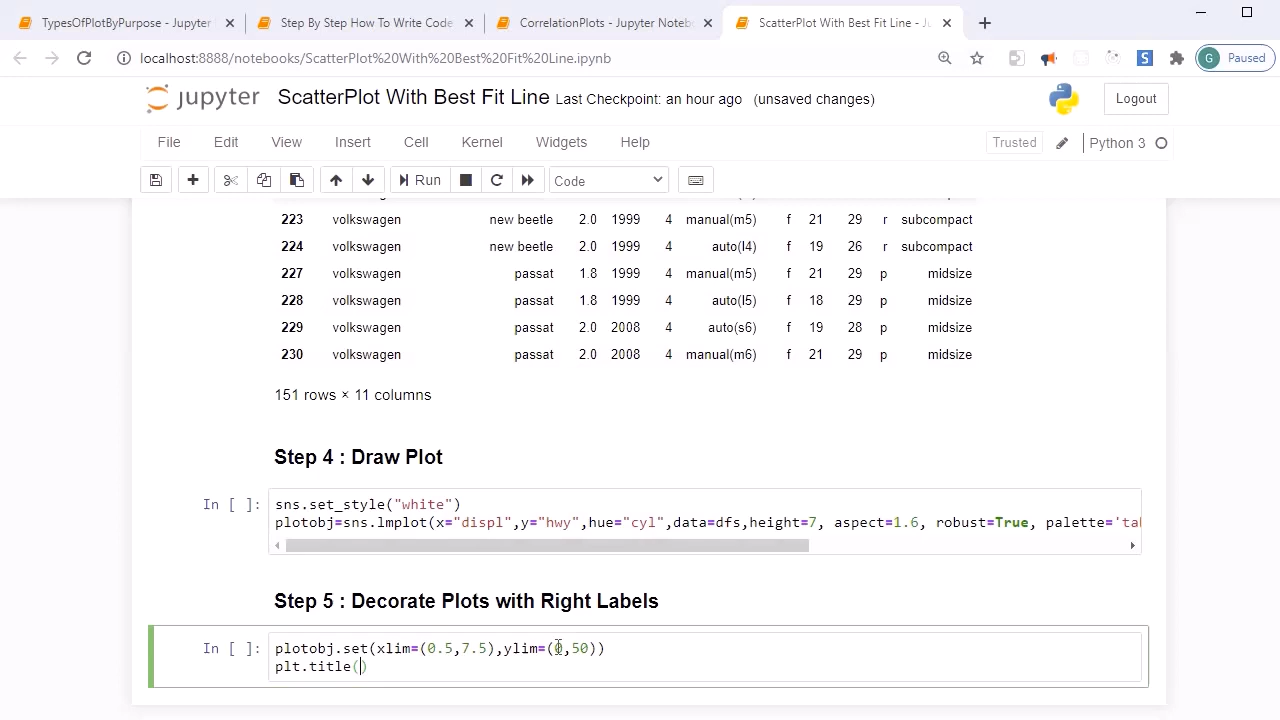 TypesOfPlotByPurpose - Jupyter
Step By Step How To Write Code
CorrelationPlots - Jupyter Notebo
ScatterPlot With Best Fit Line - Ju
localhost:8888/notebooks/ScatterPlot%20With%20Best%20Fit%20Line.ipynb
S
G Paused
jupyter ScatterPlot With Best Fit Line Last Checkpoint: an hour ago (unsaved changes)
Logout
File Edit View Insert Cell Kernel Widgets Help
Trusted Python 3
Run Code
223 volkswagen new beetle 2.0 1999 4 manual(m5) f 21 29 r subcompact
224 volkswagen new beetle 2.0 1999 4 auto(l4) f 19 26 r subcompact
227 volkswagen passat 1.8 1999 4 manual(m5) f 21 29 p midsize
228 volkswagen passat 1.8 1999 4 auto(l5) f 18 29 p midsize
229 volkswagen passat 2.0 2008 4 auto(s6) f 19 28 p midsize
230 volkswagen passat 2.0 2008 4 manual(m6) f 21 29 p midsize
151 rows × 11 columns
Step 4 : Draw Plot
In [ ]: sns.set_style("white")
plotobj=sns.lmplot(x="displ",y="hwy",hue="cyl",data=dfs,height=7, aspect=1.6, robust=True, palette='tal
Step 5 : Decorate Plots with Right Labels
In [ ]: plotobj.set(xlim=(0.5,7.5),ylim=(0,50))
plt.title()